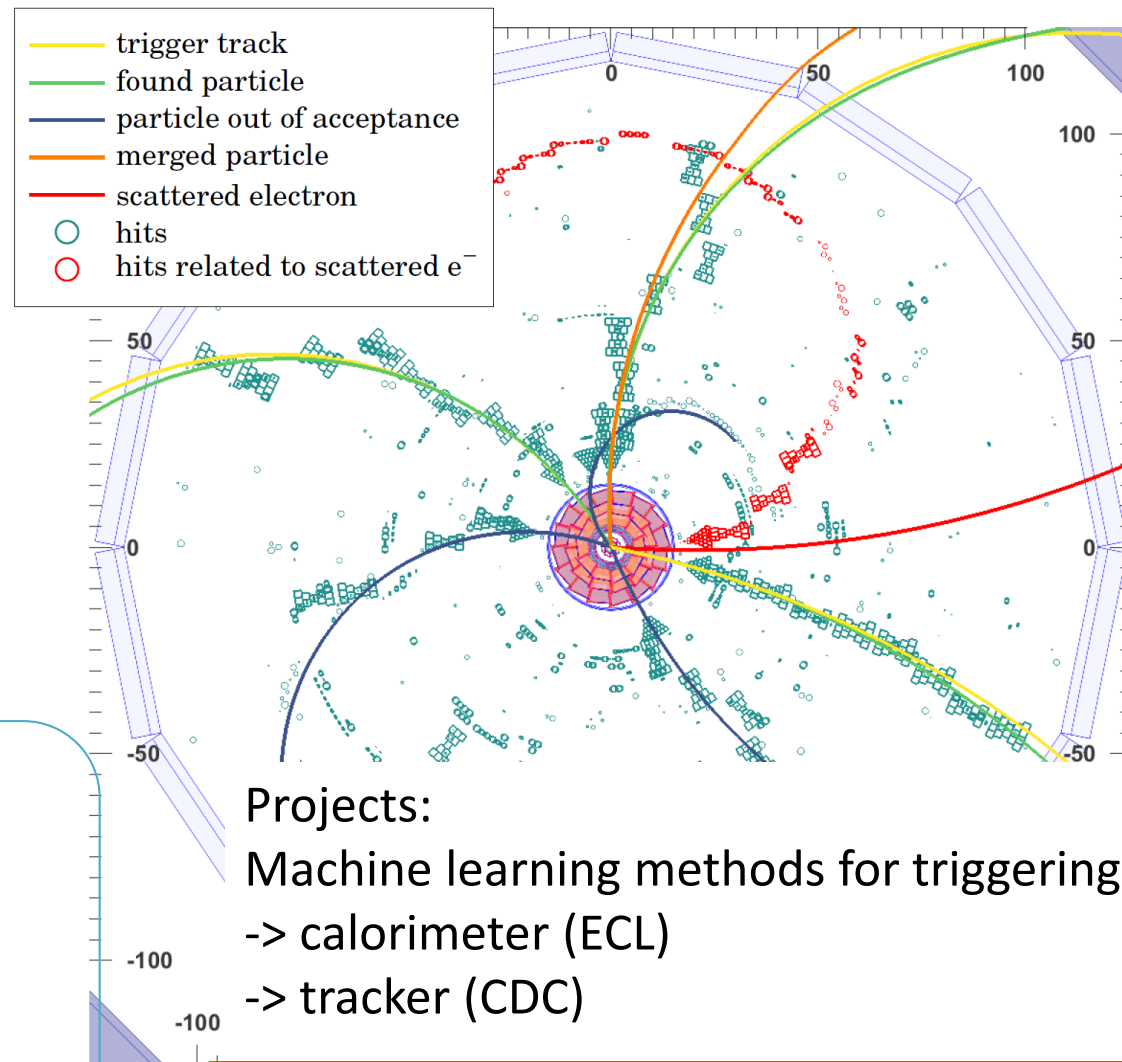 trigger track
found particle
particle out of acceptance
merged particle
scattered electron
hits
hits related to scattered e⁻
0
50
100
100
50
50
0
0
-50
-50
-100
-100
Projects:
Machine learning methods for triggering
-> calorimeter (ECL)
-> tracker (CDC)